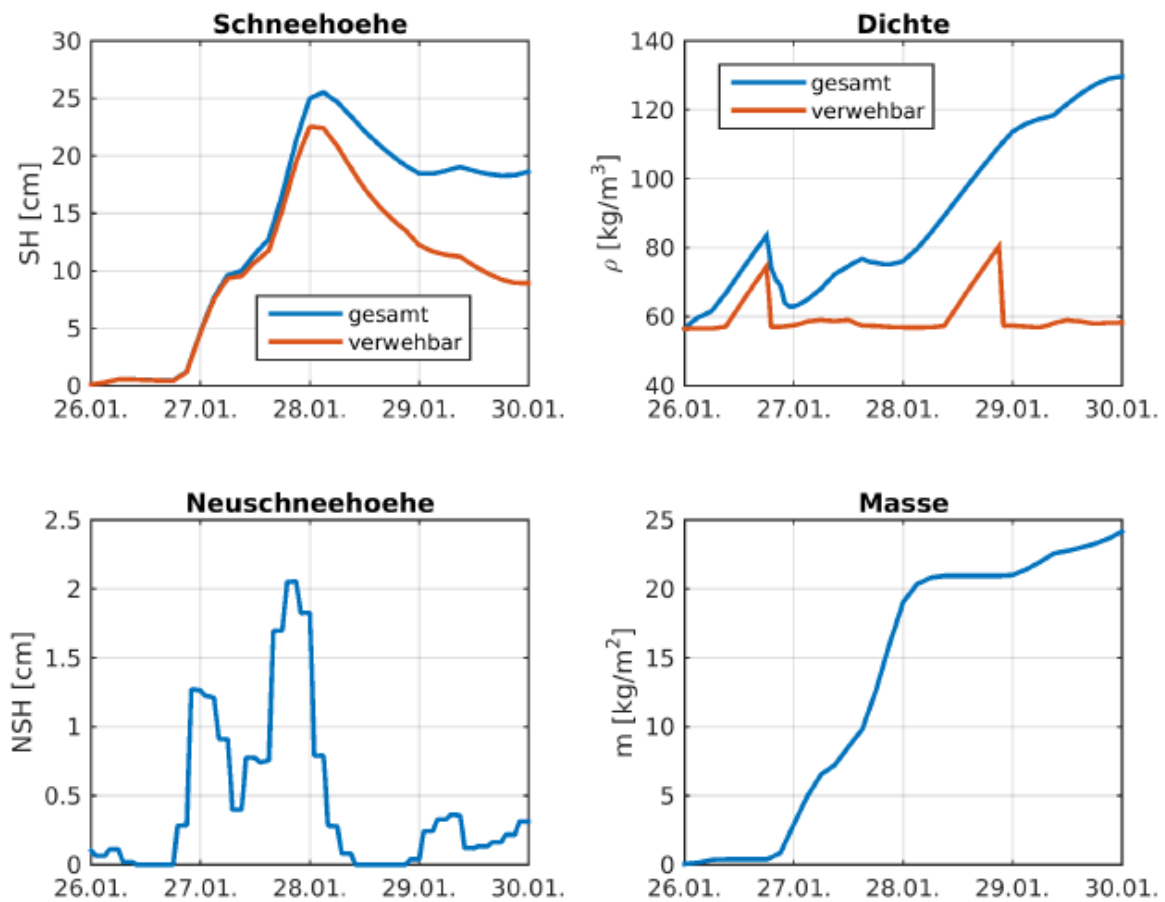 Schneehoehe
30
25
20
15
10
5
0
SH [cm]
gesamt
verwehbar
26.01. 27.01. 28.01. 29.01. 30.01.
Dichte
140
120
100
80
60
40
ρ [kg/m³]
gesamt
verwehbar
26.01. 27.01. 28.01. 29.01. 30.01.
Neuschneehoehe
2.5
2
1.5
1
0.5
0
NSH [cm]
26.01. 27.01. 28.01. 29.01. 30.01.
Masse
25
20
15
10
5
0
m [kg/m²]
26.01. 27.01. 28.01. 29.01. 30.01.